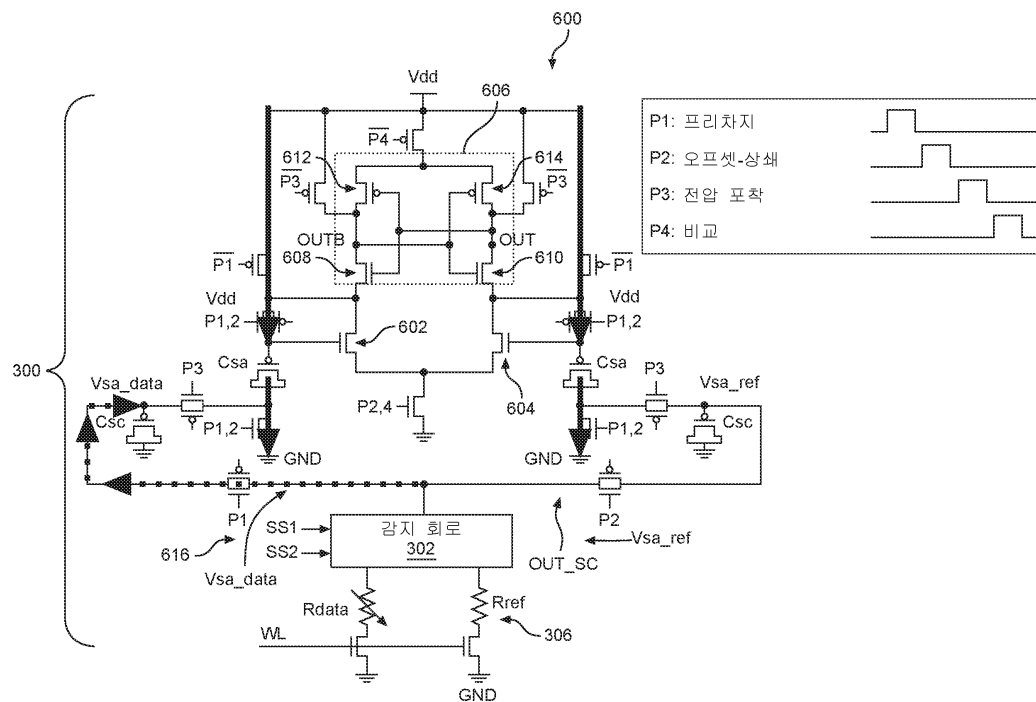 600
Vdd
606
P4
612
614
P3
P3
OUTB
OUT
608
610
P1
P1
Vdd
Vdd
P1,2
P1,2
602
604
Csa
Csa
300
P3
P3
Vsa_data
Vsa_ref
Csc
Csc
P2,4
P1,2
P1,2
GND
GND
P1
P2
616
SS1
SS2
감지 회로
302
Vsa_data
OUT_SC
Vsa_ref
Rdata
Rref
306
WL
GND
P1: 프리차지
P2: 오프셋-상쇄
P3: 전압 포착
P4: 비교